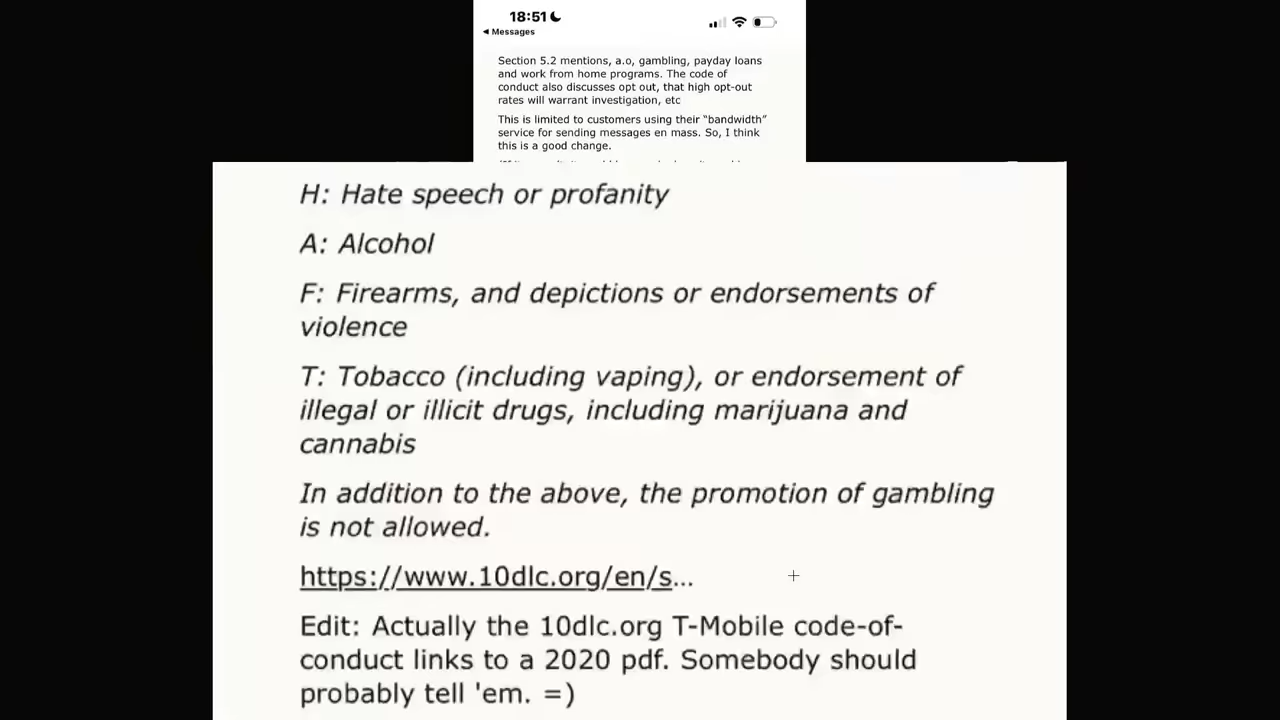 18:51
◄ Messages
Section 5.2 mentions, a.o, gambling, payday loans
and work from home programs. The code of
conduct also discusses opt out, that high opt-out
rates will warrant investigation, etc
This is limited to customers using their “bandwidth”
service for sending messages en mass. So, I think
this is a good change.
H: Hate speech or profanity
A: Alcohol
F: Firearms, and depictions or endorsements of
violence
T: Tobacco (including vaping), or endorsement of
illegal or illicit drugs, including marijuana and
cannabis
In addition to the above, the promotion of gambling
is not allowed.
https://www.10dlc.org/en/s...
Edit: Actually the 10dlc.org T-Mobile code-of-
conduct links to a 2020 pdf. Somebody should
probably tell 'em. =)